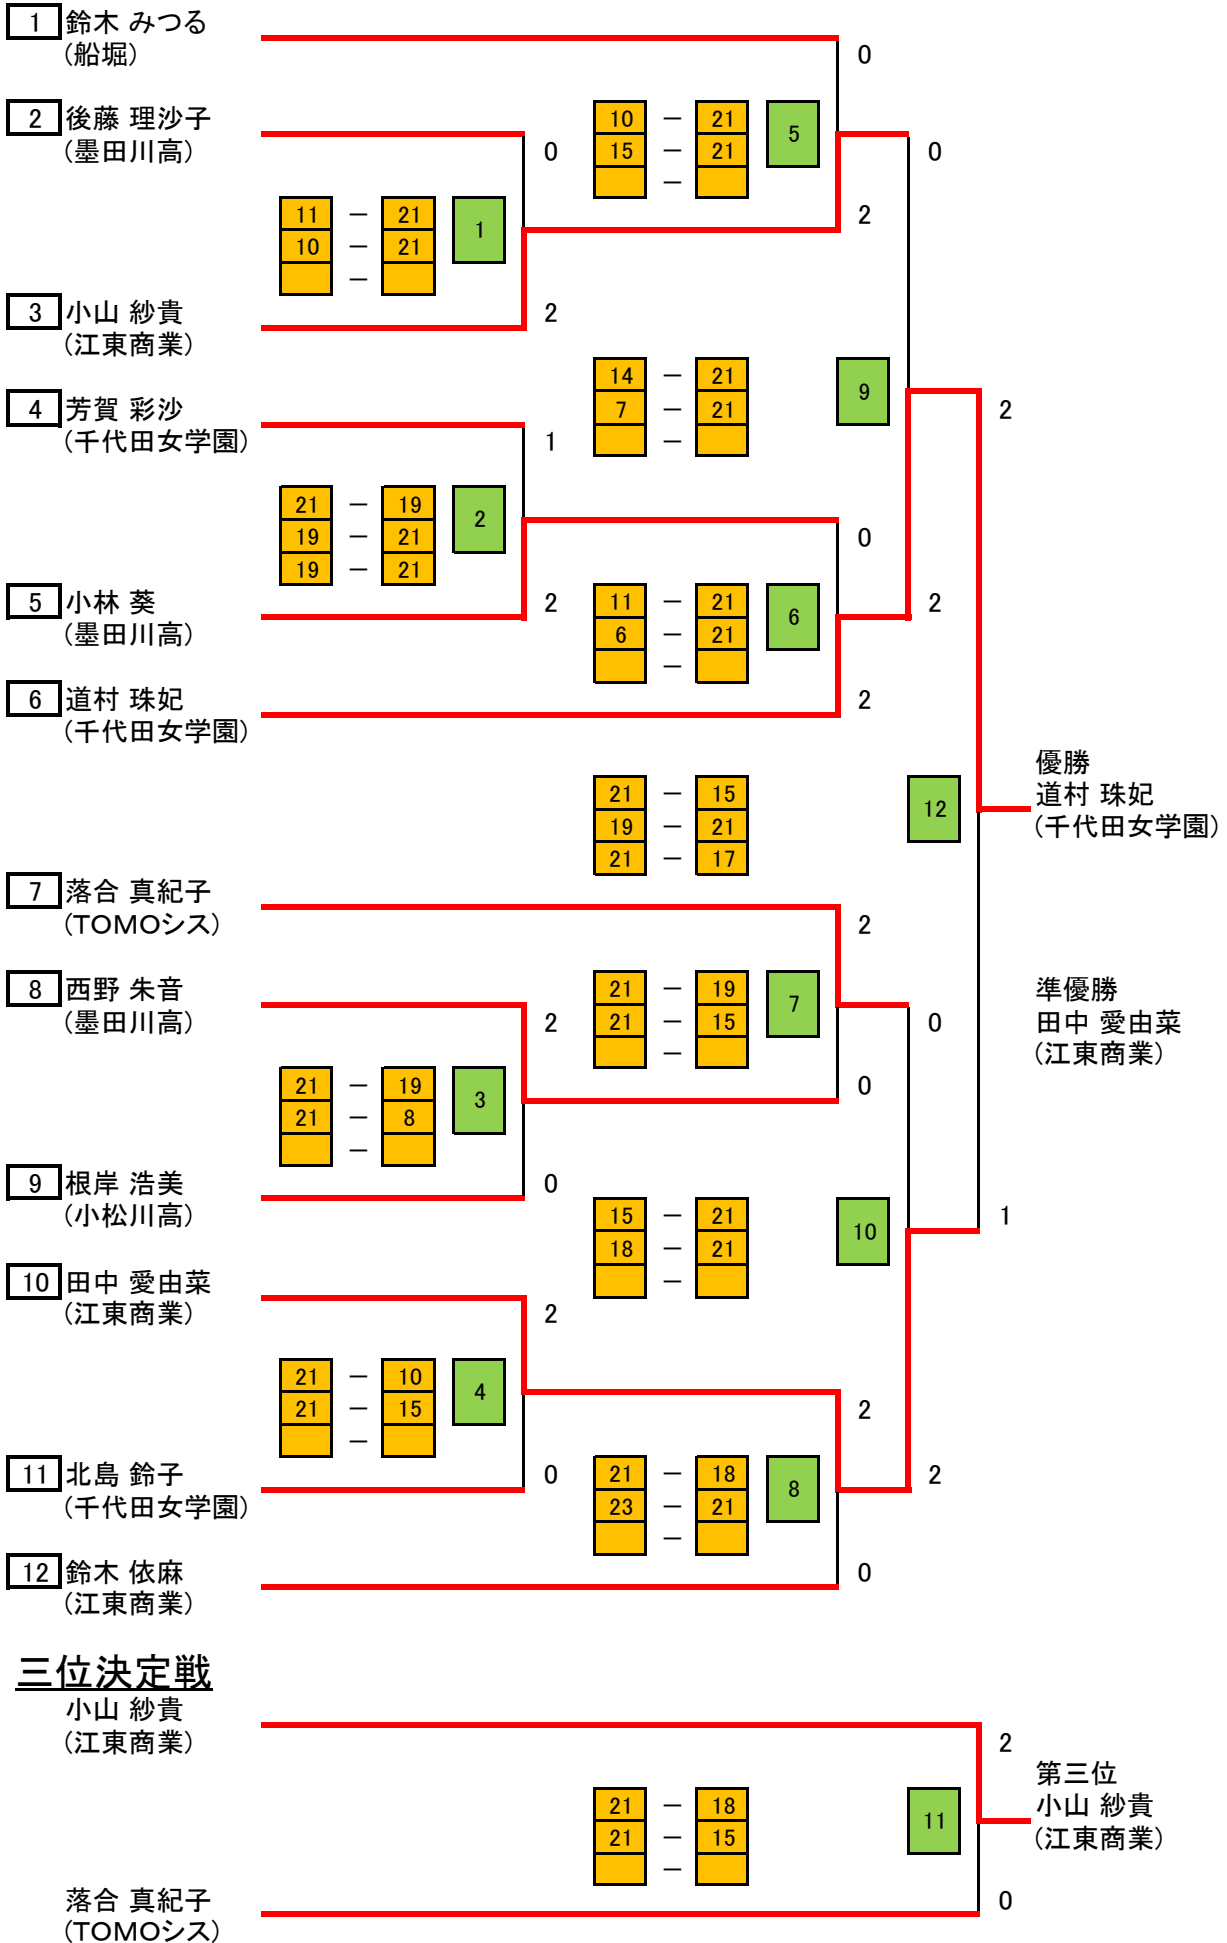 1 鈴木 みつる
(船堀)
0
2 後藤 理沙子
(墨田川高)
10 － 21
15 － 21
－
5
0
0
11 － 21
10 － 21
－
1
2
3 小山 紗貴
(江東商業)
2
14 － 21
7 － 21
－
9
4 芳賀 彩沙
(千代田女学園)
1
2
21 － 19
19 － 21
19 － 21
2
0
5 小林 葵
(墨田川高)
2
11 － 21
6 － 21
－
6
2
6 道村 珠妃
(千代田女学園)
2
21 － 15
19 － 21
21 － 17
12
優勝
道村 珠妃
(千代田女学園)
7 落合 真紀子
(TOMOシス)
2
8 西野 朱音
(墨田川高)
2
21 － 19
21 － 15
－
7
0
準優勝
田中 愛由菜
(江東商業)
21 － 19
21 － 8
－
3
0
9 根岸 浩美
(小松川高)
0
15 － 21
18 － 21
－
10
1
10 田中 愛由菜
(江東商業)
2
21 － 10
21 － 15
－
4
2
11 北島 鈴子
(千代田女学園)
0
21 － 18
23 － 21
－
8
2
12 鈴木 依麻
(江東商業)
0
三位決定戦
小山 紗貴
(江東商業)
2
21 － 18
21 － 15
－
11
第三位
小山 紗貴
(江東商業)
落合 真紀子
(TOMOシス)
0